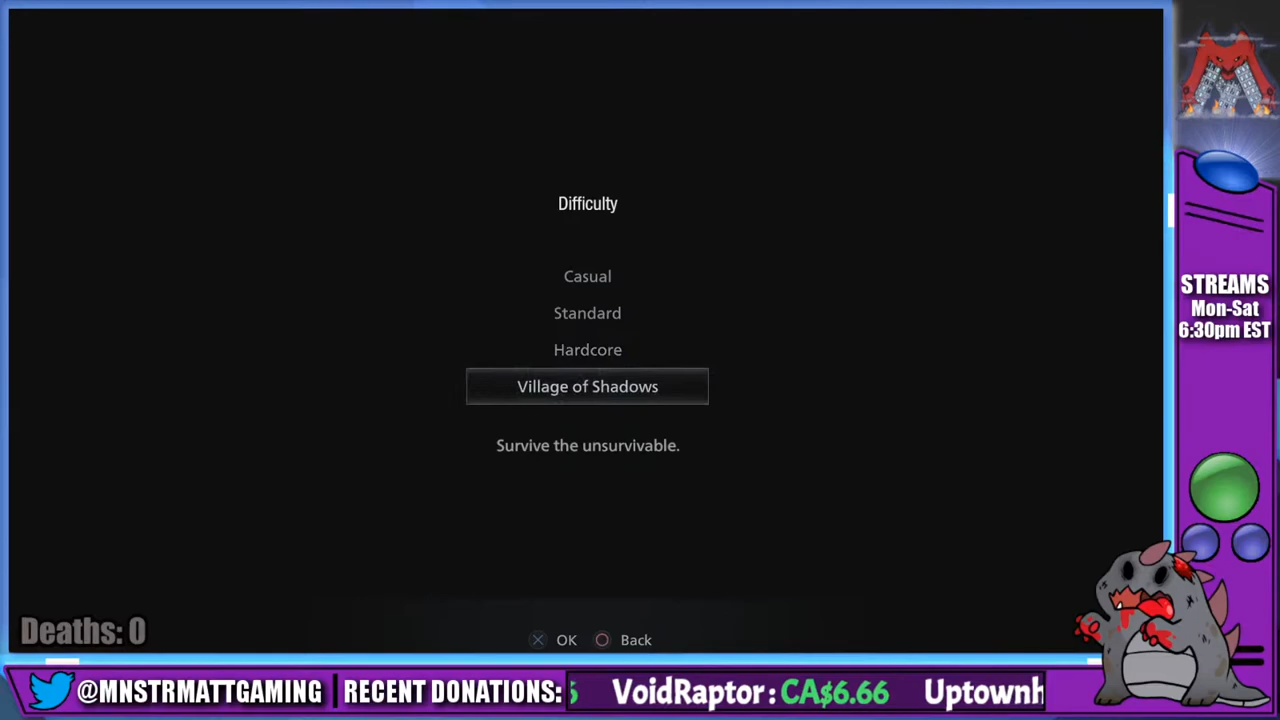 Difficulty
Casual
Standard
Hardcore
Village of Shadows
Survive the unsurvivable.
OK Back
Deaths: 0
STREAMS
Mon-Sat
6:30pm EST
@MNSTRMATTGAMING RECENT DONATIONS: VoidRaptor : CA$6.66